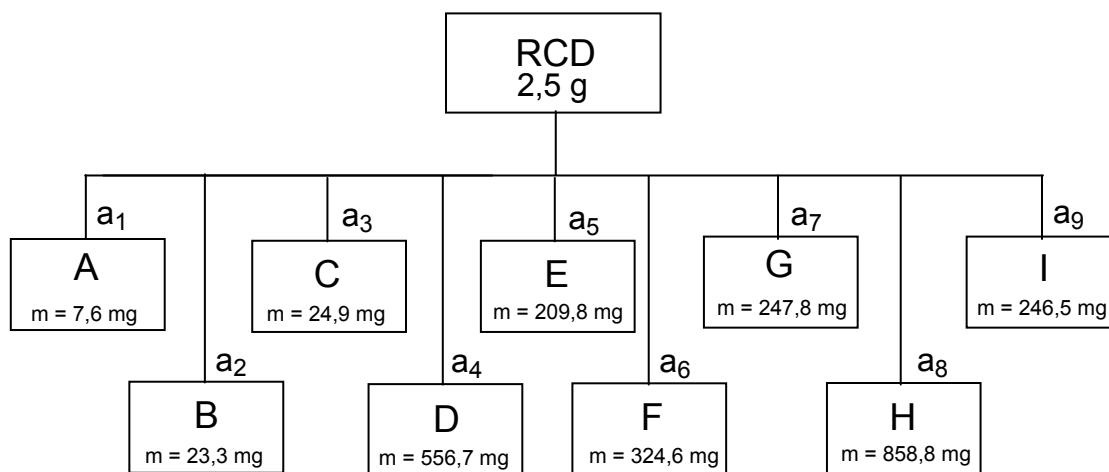 RCD
2,5 g
a₁
A
m = 7,6 mg
a₂
B
m = 23,3 mg
a₃
C
m = 24,9 mg
a₄
D
m = 556,7 mg
a₅
E
m = 209,8 mg
a₆
F
m = 324,6 mg
a₇
G
m = 247,8 mg
a₈
H
m = 858,8 mg
a₉
I
m = 246,5 mg